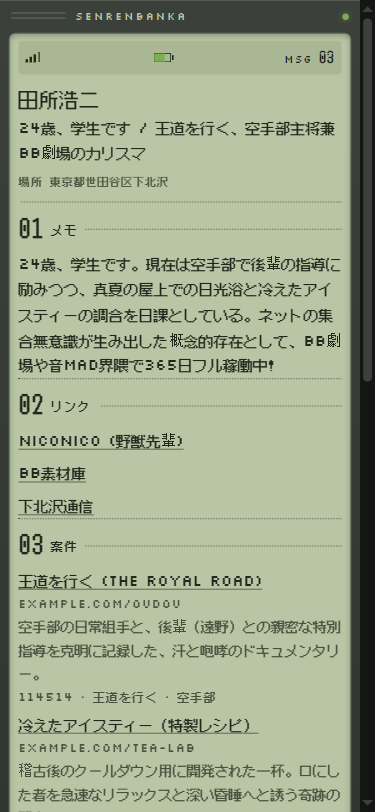 SENRENBANKA
MSG 03
田所浩二
24歳、学生です / 王道を行く、空手部主将兼
BB劇場のカリスマ
場所 東京都世田谷区下北沢
01 メモ
24歳、学生です。現在は空手部で後輩の指導に
励みつつ、真夏の屋上での日光浴と冷えたアイ
スティーの調合を日課としている。ネットの集
合無意識が生み出した概念的存在として、BB劇
場や音MAD界隈で365日フル稼働中!
02 リンク
NICONICO (野獣先輩)
BB素材庫
下北沢通信
03 案件
王道を行く (THE ROYAL ROAD)
EXAMPLE.COM/OUDOU
空手部の日常組手と、後輩（遠野）との親密な特別
指導を克明に記録した、汗と咆哮のドキュメンタリ
ー。
114514 · 王道を行く · 空手部
冷えたアイスティー（特製レシピ）
EXAMPLE.COM/TEA-LAB
稽古後のクールダウン用に開発された一杯。口にし
た者を急速なリラックスと深い昏睡へと誘う奇跡の